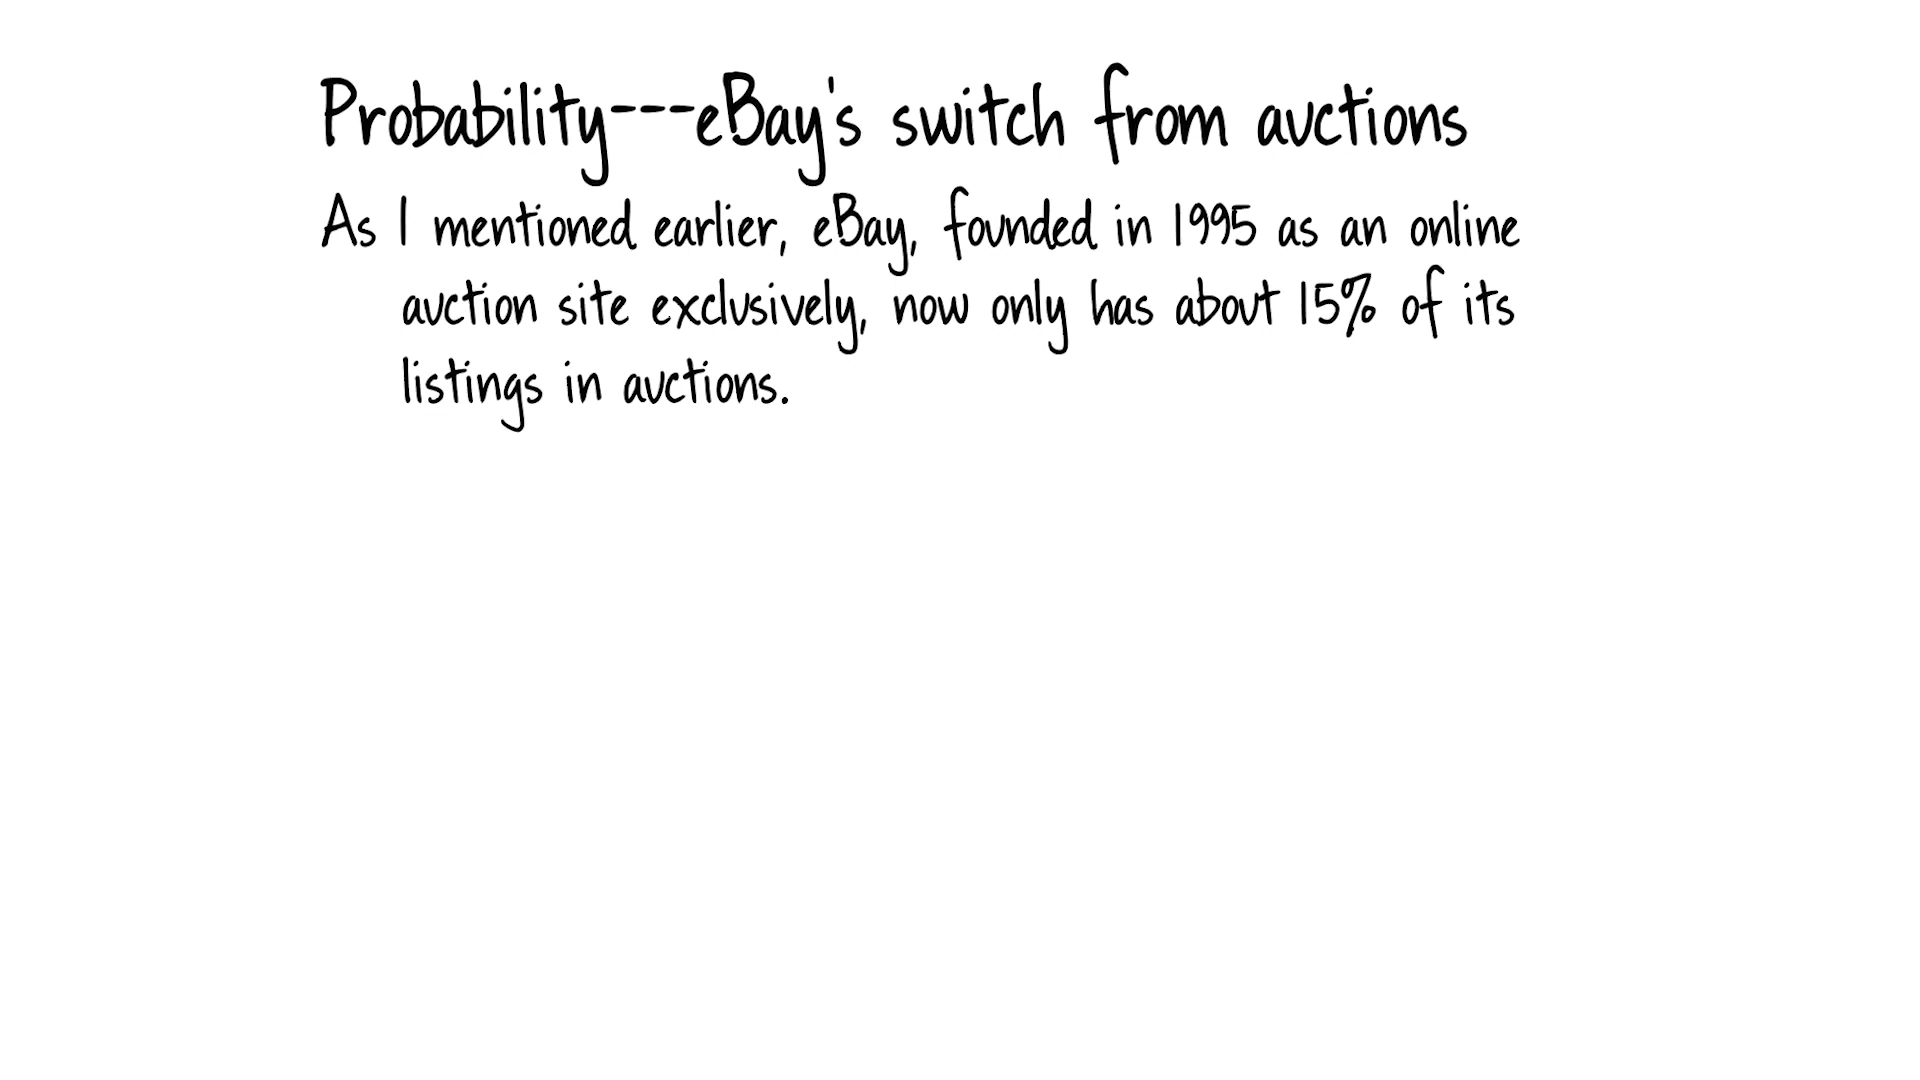 Probability---eBay's switch from auctions
As I mentioned earlier, eBay, founded in 1995 as an online
auction site exclusively, now only has about 15% of its
listings in auctions.